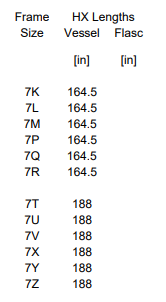 Frame HX Lengths
Size Vessel Flasc
[in] [in]
7K 164.5
7L 164.5
7M 164.5
7P 164.5
7Q 164.5
7R 164.5
7T 188
7U 188
7V 188
7X 188
7Y 188
7Z 188